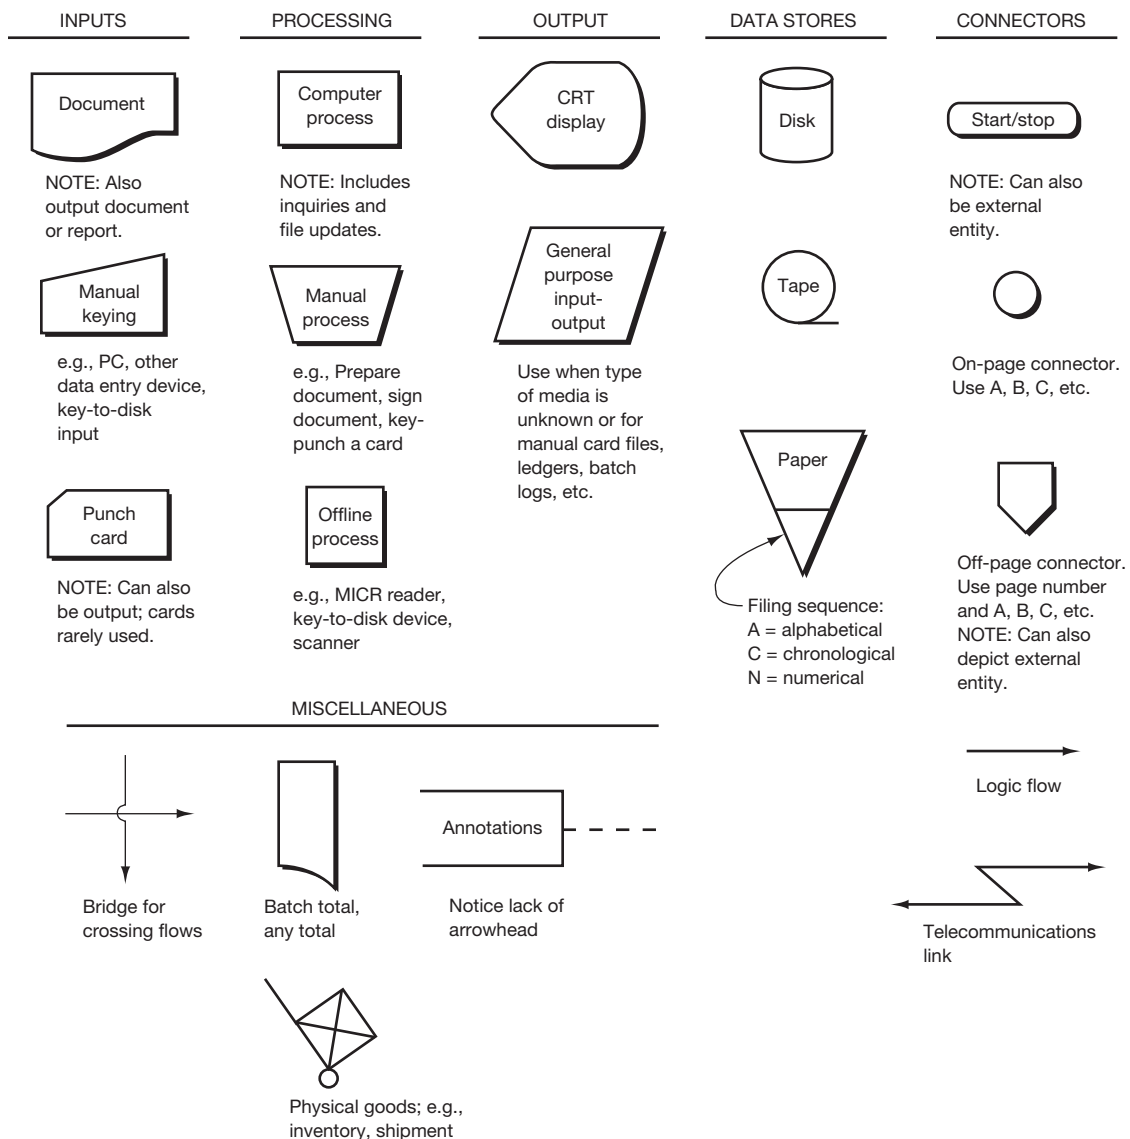 INPUTS
Document
NOTE: Also
output document
or report.
Manual
keying
e.g., PC, other
data entry device,
key-to-disk
input
Punch
card
NOTE: Can also
be output; cards
rarely used.
PROCESSING
Computer
process
NOTE: Includes
inquiries and
file updates.
Manual
process
e.g., Prepare
document, sign
document, key-
punch a card
Offline
process
e.g., MICR reader,
key-to-disk device,
scanner
OUTPUT
CRT
display
General
purpose
input-
output
Use when type
of media is
unknown or for
manual card files,
ledgers, batch
logs, etc.
DATA STORES
Disk
Tape
Paper
Filing sequence:
A = alphabetical
C = chronological
N = numerical
CONNECTORS
Start/stop
NOTE: Can also
be external
entity.
On-page connector.
Use A, B, C, etc.
Off-page connector.
Use page number
and A, B, C, etc.
NOTE: Can also
depict external
entity.
Logic flow
Telecommunications
link
MISCELLANEOUS
Bridge for
crossing flows
Batch total,
any total
Annotations
Notice lack of
arrowhead
Physical goods; e.g.,
inventory, shipment